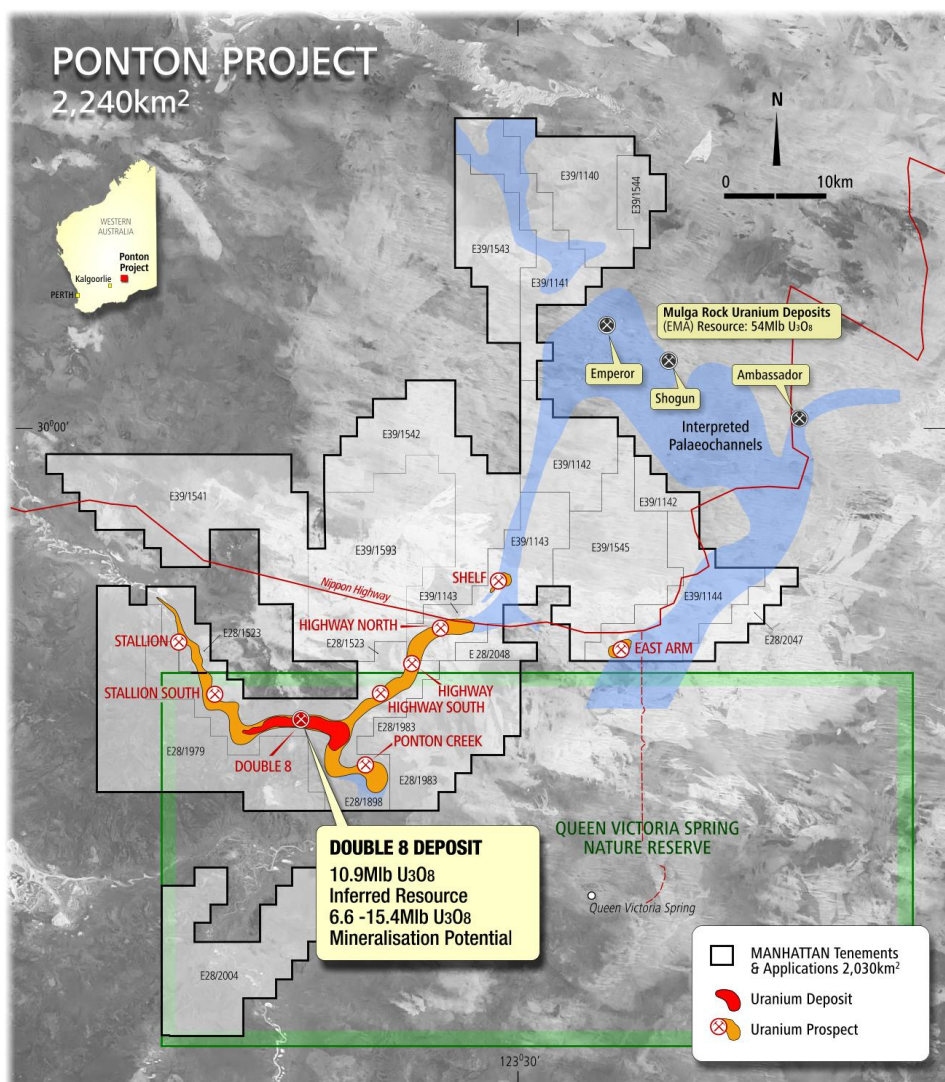 PONTON PROJECT
2,240km²
N
0 10km
WESTERN
AUSTRALIA
Ponton
Project
Kalgoorlie
PERTH
E39/1140
E39/1544
E39/1543
E39/1141
Mulga Rock Uranium Deposits
(EMA) Resource: 54Mlb U₃O₈
Emperor
Shogun
Ambassador
Interpreted
Palaeochannels
30⁰00'
E39/1542
E39/1142
E39/1142
E39/1541
E39/1593
E39/1143
E39/1545
Nippon Highway
SHELF
E39/1143
E39/1144
HIGHWAY NORTH
E28/1523
E28/1523
E 28/2048
E28/2047
STALLION
EAST ARM
STALLION SOUTH
HIGHWAY
HIGHWAY SOUTH
E28/1983
E28/1979
DOUBLE 8
PONTON CREEK
E28/1983
E28/1898
DOUBLE 8 DEPOSIT
10.9Mlb U₃O₈
Inferred Resource
6.6 -15.4Mlb U₃O₈
Mineralisation Potential
QUEEN VICTORIA SPRING
NATURE RESERVE
Queen Victoria Spring
E28/2004
MANHATTAN Tenements
& Applications 2,030km²
Uranium Deposit
Uranium Prospect
123⁰30'